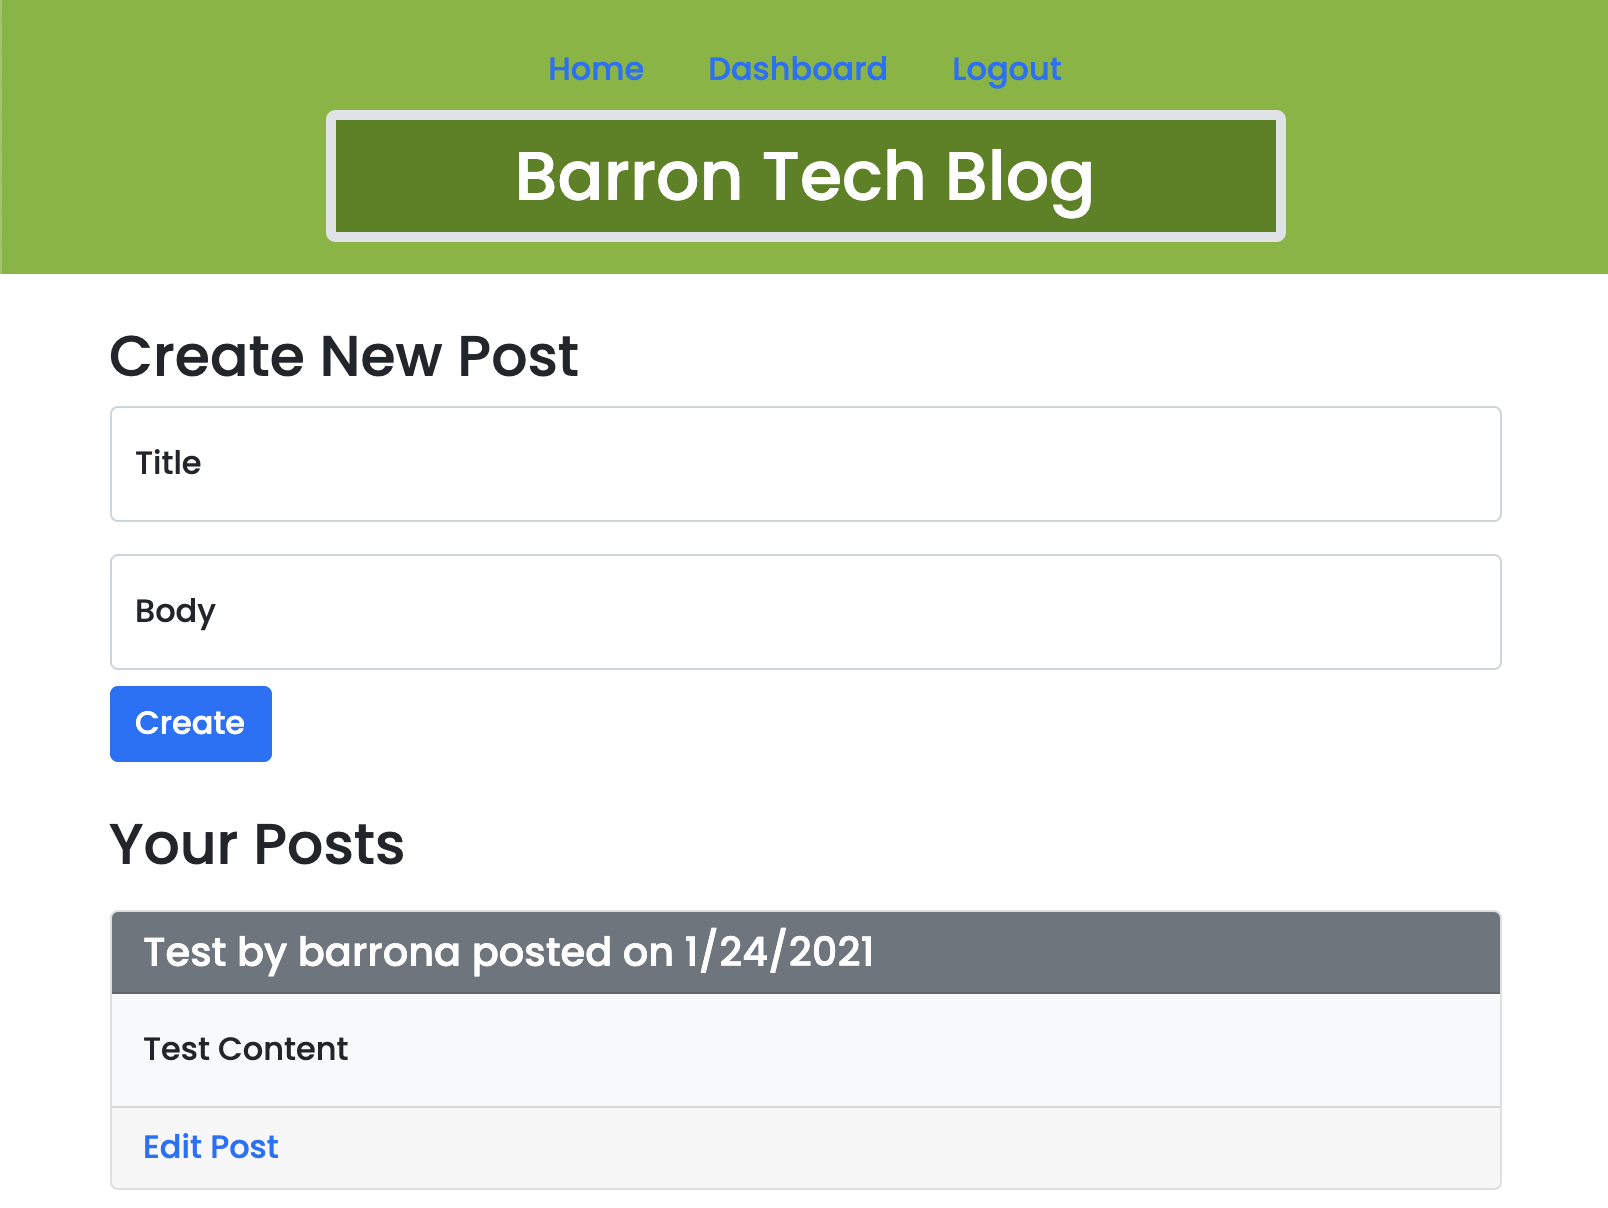 Home Dashboard Logout
Barron Tech Blog
Create New Post
Title
Body
Create
Your Posts
Test by barrona posted on 1/24/2021
Test Content
Edit Post